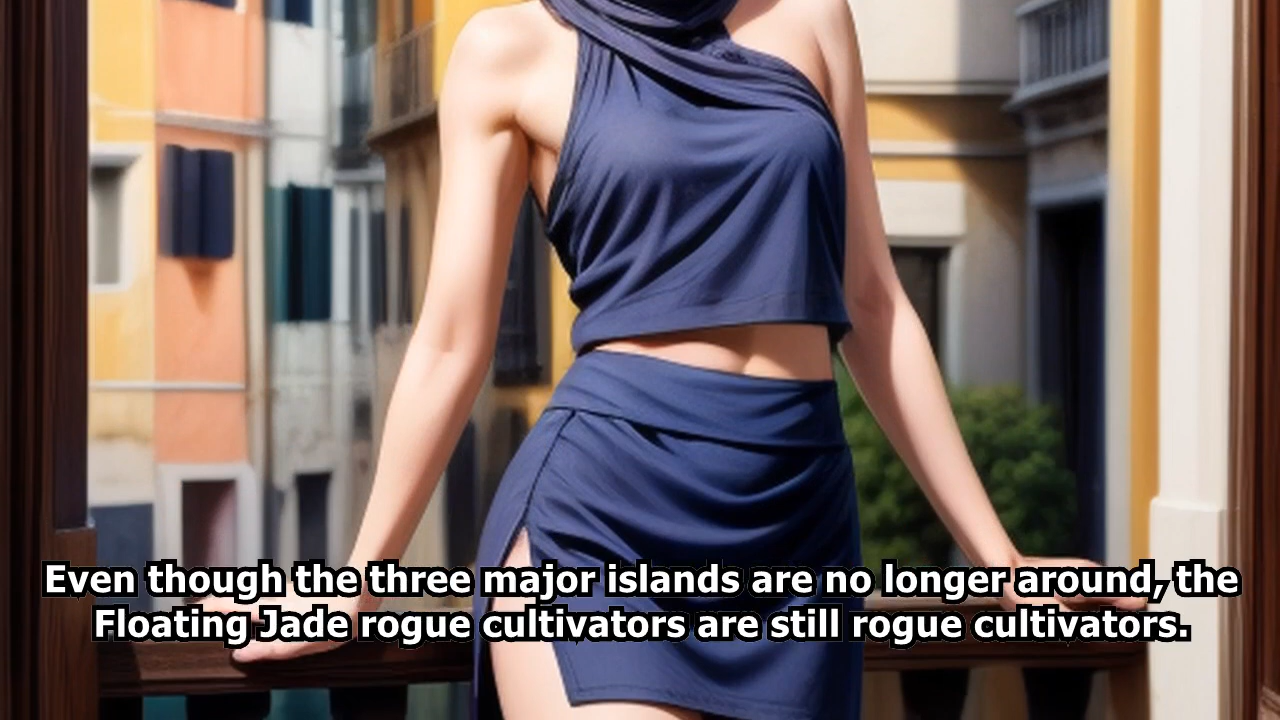 Even though the three major islands are no longer around, the
Floating Jade rogue cultivators are still rogue cultivators.